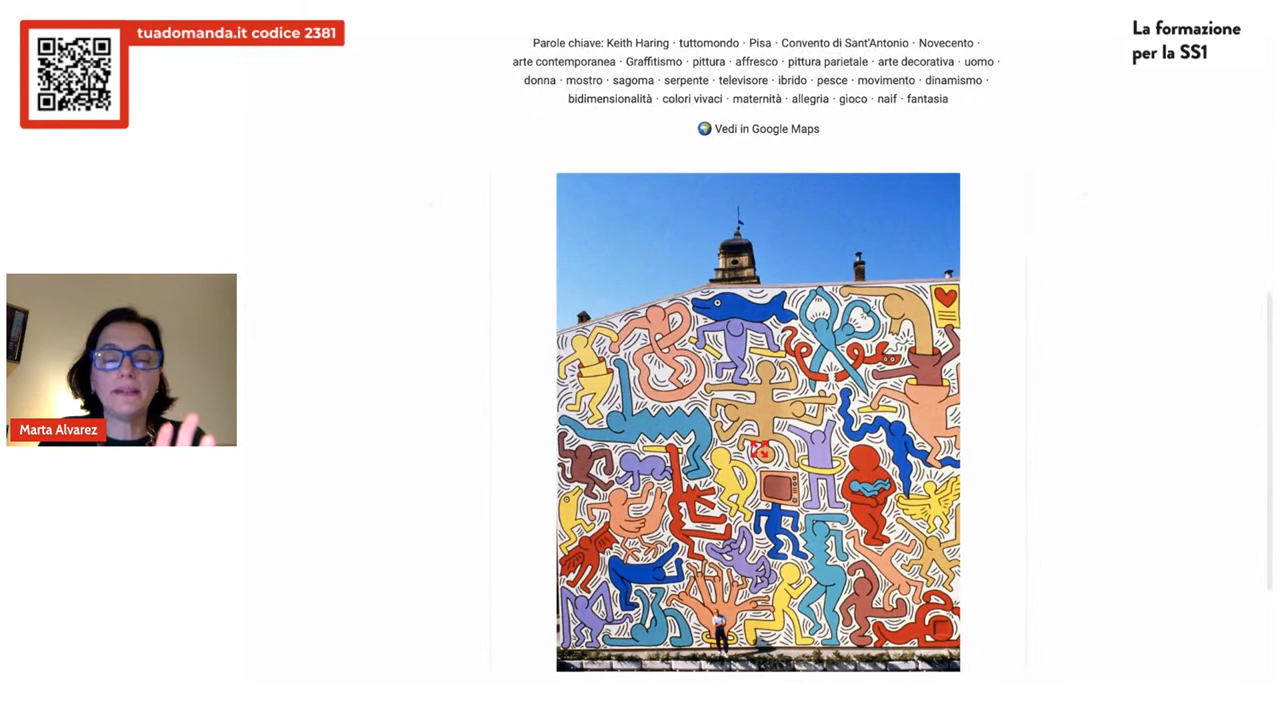 tuadomanda.it codice 2381
La formazione
per la SS1
Parole chiave: Keith Haring · tuttomondo · Pisa · Convento di Sant'Antonio · Novecento ·
arte contemporanea · Graffitismo · pittura · affresco · pittura parietale · arte decorativa · uomo ·
donna · mostro · sagoma · serpente · televisore · ibrido · pesce · movimento · dinamismo ·
bidimensionalità · colori vivaci · maternità · allegria · gioco · naif · fantasia
Vedi in Google Maps
Marta Alvarez